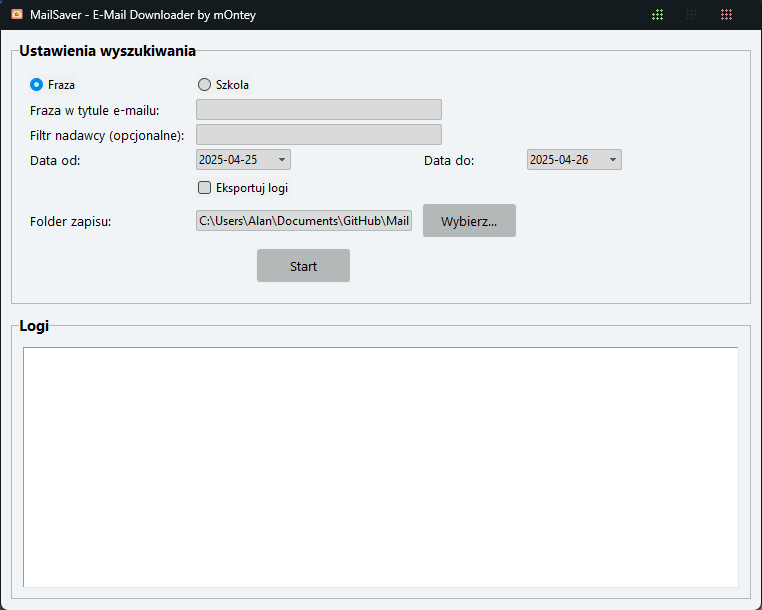 MailSaver - E-Mail Downloader by mOntey
Ustawienia wyszukiwania
Fraza Szkola
Fraza w tytule e-mailu:
Filtr nadawcy (opcjonalne):
Data od: 2025-04-25 Data do: 2025-04-26
Eksportuj logi
Folder zapisu: C:\Users\Alan\Documents\GitHub\Mail Wybierz...
Start
Logi